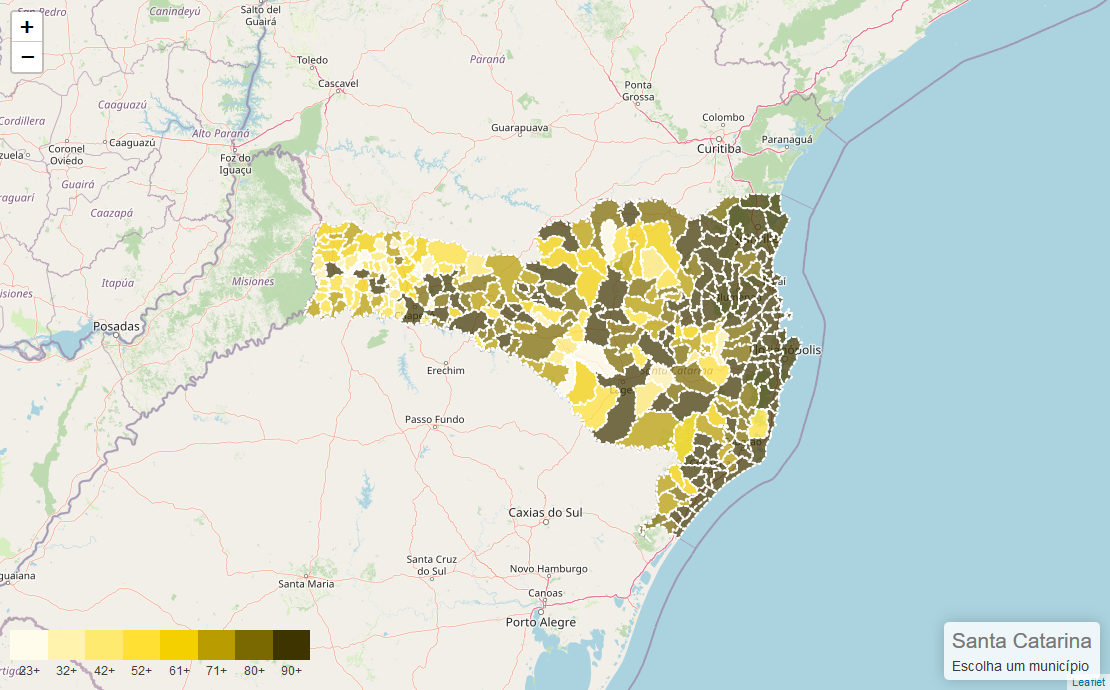 +
−
San Pedro
Canindeyú
Salto del
Guairá
Toledo
Cascavel
Paraná
Ponta
Grossa
Caaguazú
Cordillera
Alto Paraná
Guarapuava
Colombo
Curitiba
Paranaguá
Coronel
Oviedo
Caaguazú
Foz do
Iguaçu
Guairá
Caazapá
Itapúa
Misiones
Posadas
Santa Catarina
Erechim
Passo Fundo
Caxias do Sul
Santa Cruz
do Sul
Santa Maria
Novo Hamburgo
Canoas
Porto Alegre
23+ 32+ 42+ 52+ 61+ 71+ 80+ 90+
Santa Catarina
Escolha um município
Leaflet